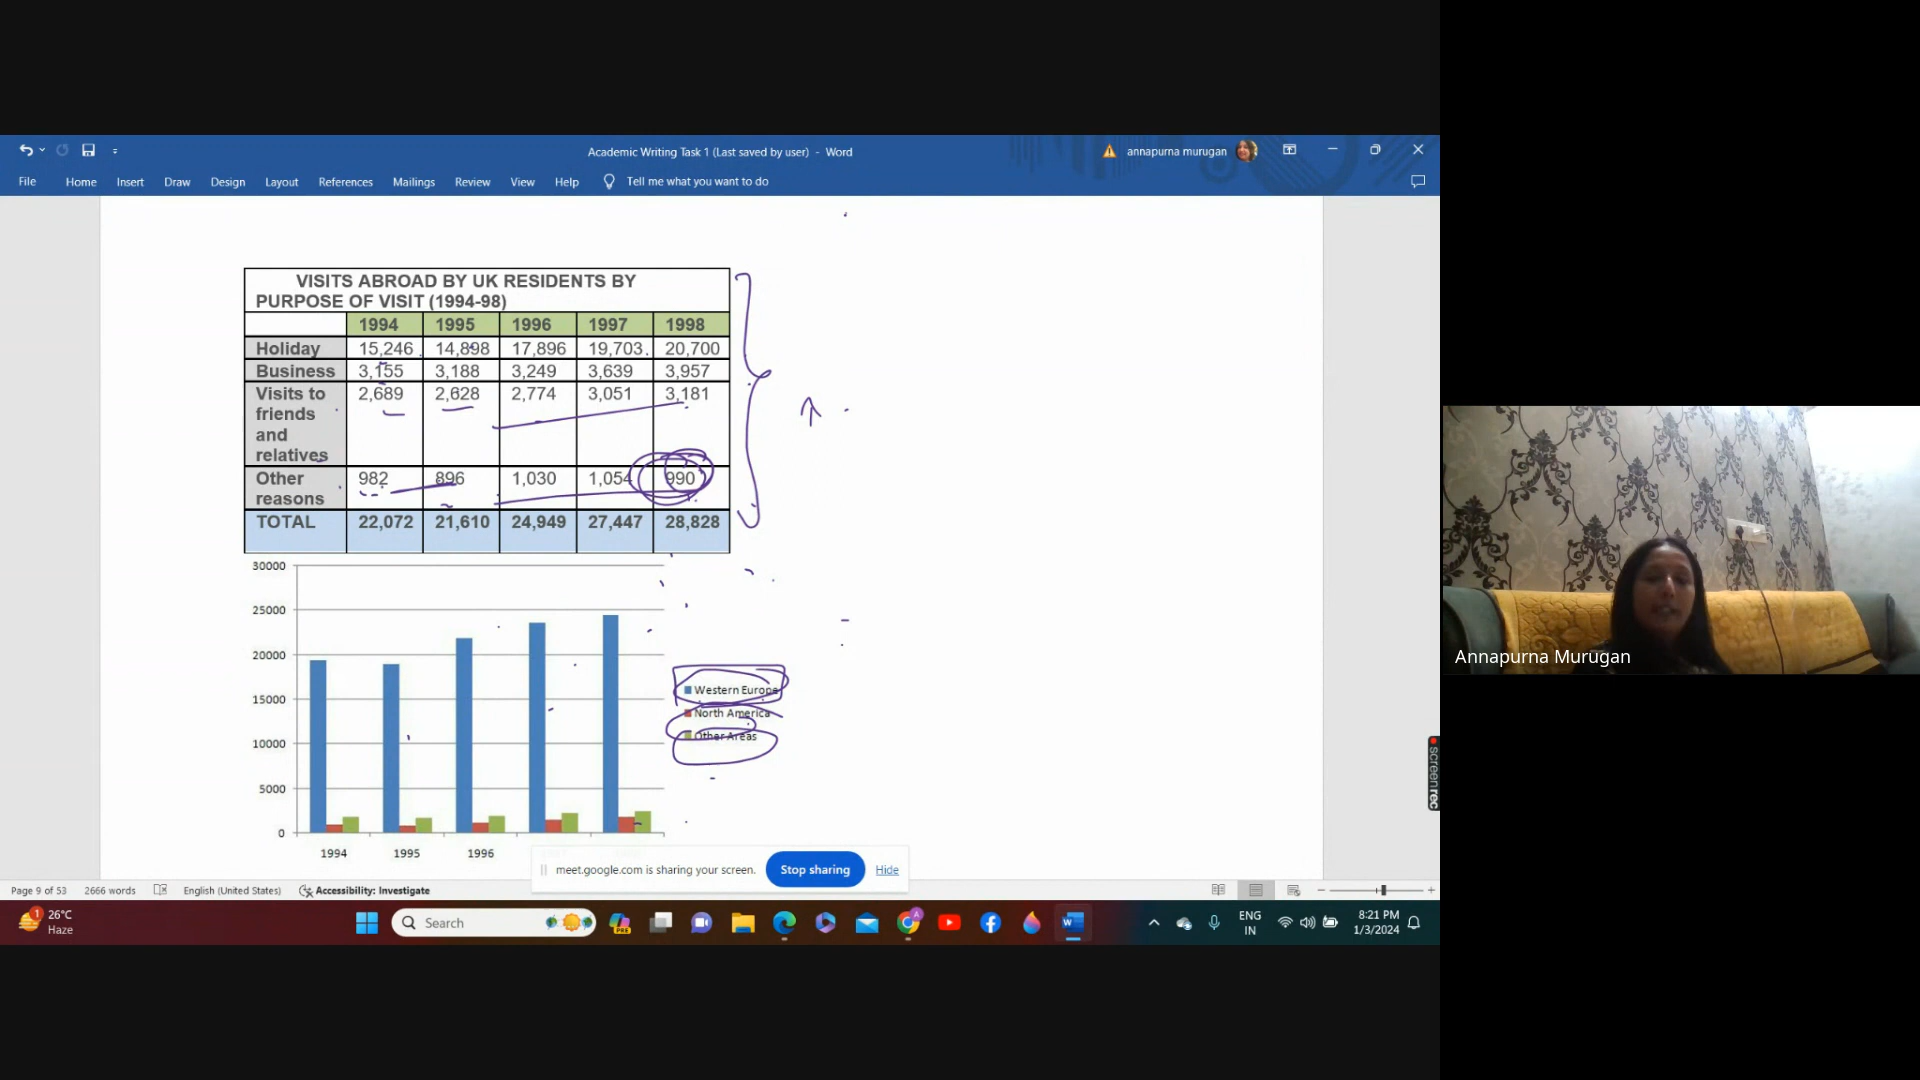 Academic Writing Task 1 (Last saved by user) - Word
annapurna murugan
File Home Insert Draw Design Layout References Mailings Review View Help Tell me what you want to do
VISITS ABROAD BY UK RESIDENTS BY
PURPOSE OF VISIT (1994-98)
1994 1995 1996 1997 1998
Holiday 15,246 14,898 17,896 19,703 20,700
Business 3,155 3,188 3,249 3,639 3,957
Visits to 2,689 2,628 2,774 3,051 3,181
friends
and
relatives
Other 982 896 1,030 1,054 990
reasons
TOTAL 22,072 21,610 24,949 27,447 28,828
30000
25000
20000
15000
10000
5000
0
Western Europe
North America
Other Areas
1994 1995 1996
meet.google.com is sharing your screen. Stop sharing Hide
screenrec
Annapurna Murugan
Page 9 of 53 2666 words English (United States) Accessibility: Investigate
1 26°C
Haze
Search
PRE
A
W
ENG
IN
8:21 PM
1/3/2024